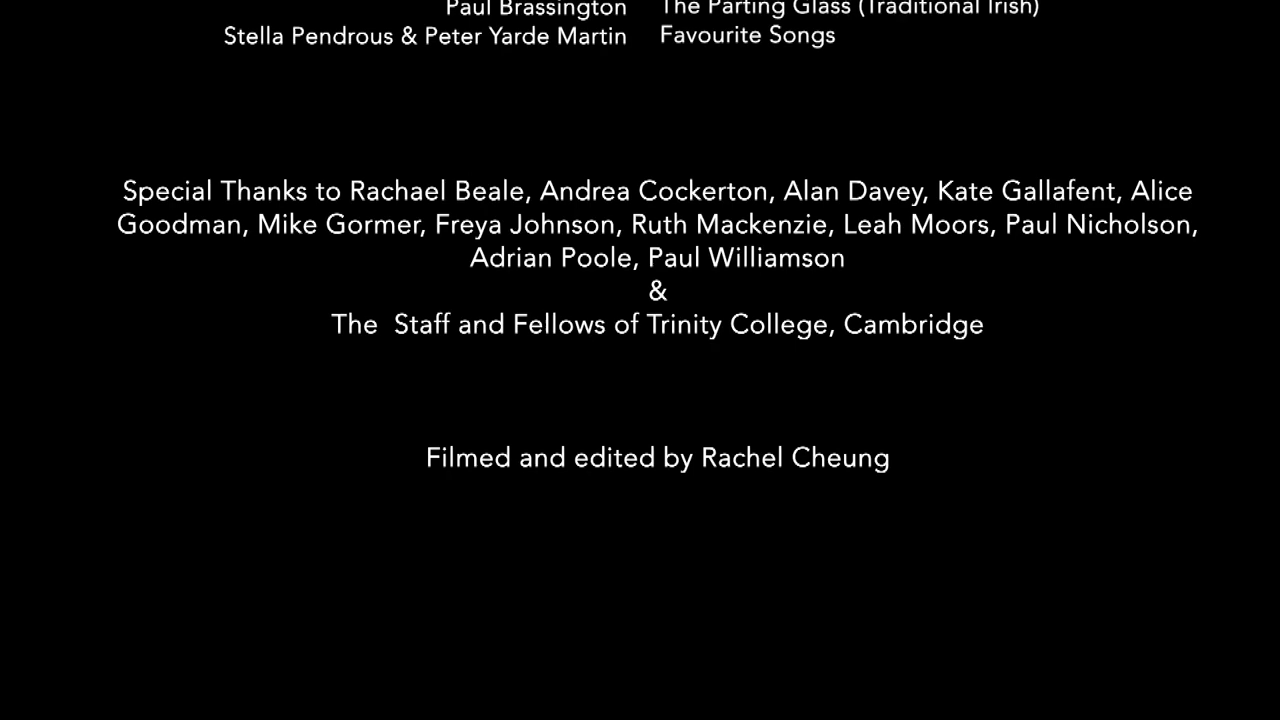 Paul Brassington The Parting Glass (Traditional Irish)
Stella Pendrous & Peter Yarde Martin Favourite Songs
Special Thanks to Rachael Beale, Andrea Cockerton, Alan Davey, Kate Gallafent, Alice
Goodman, Mike Gormer, Freya Johnson, Ruth Mackenzie, Leah Moors, Paul Nicholson,
Adrian Poole, Paul Williamson
&
The  Staff and Fellows of Trinity College, Cambridge
Filmed and edited by Rachel Cheung